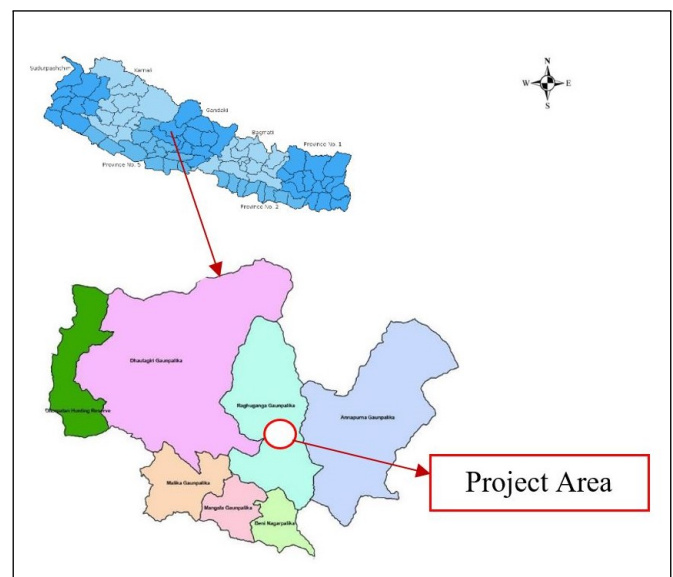 N
W E
S
Sudurpashchim
Karnali
Gandaki
Bagmati
Province No. 1
Province No. 5
Province No. 2
Dhaulagiri Gaunpalika
Raghuganga Gaunpalika
Annapurna Gaunpalika
Hunting Reserve
Malika Gaunpalika
Mangala Gaunpalika
Beni Nagarpalika
Project Area